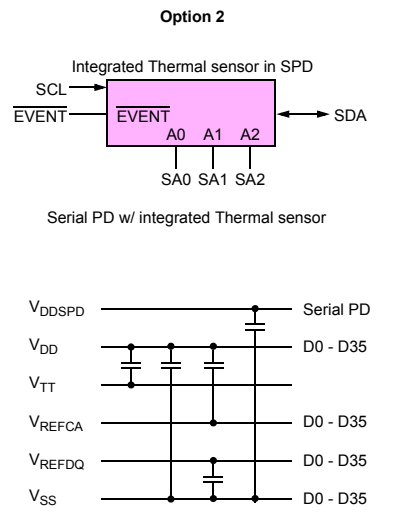 Option 2
Integrated Thermal sensor in SPD
SCL
EVENT EVENT SDA
A0 A1 A2
SA0 SA1 SA2
Serial PD w/ integrated Thermal sensor
VDDSPD Serial PD
VDD D0 - D35
VTT
VREFCA D0 - D35
VREFDQ D0 - D35
VSS D0 - D35